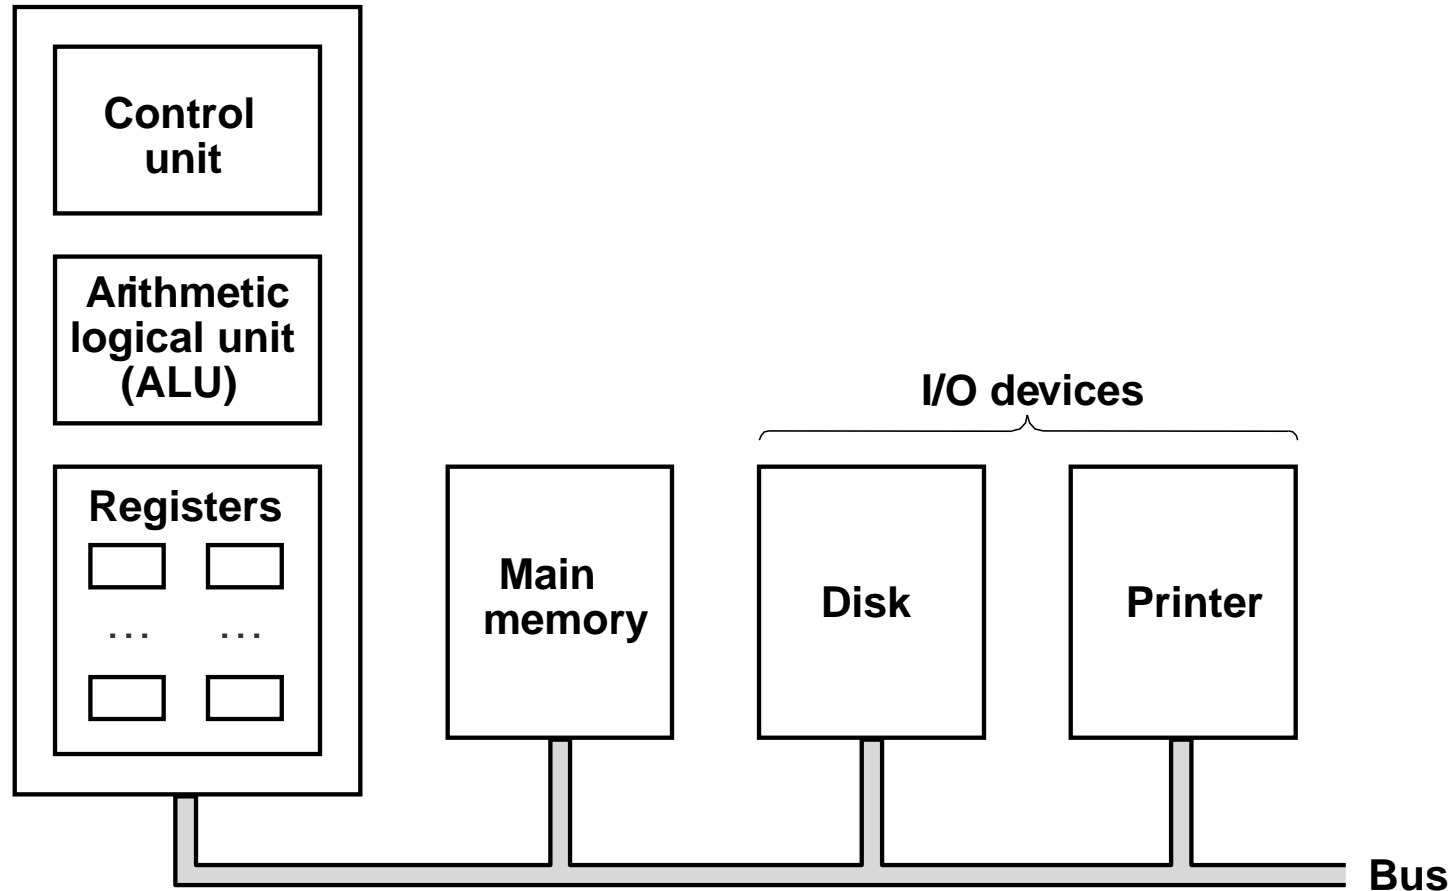 Control
unit
Arithmetic
logical unit
(ALU)
Registers
... ...
I/O devices
Main
memory
Disk
Printer
Bus